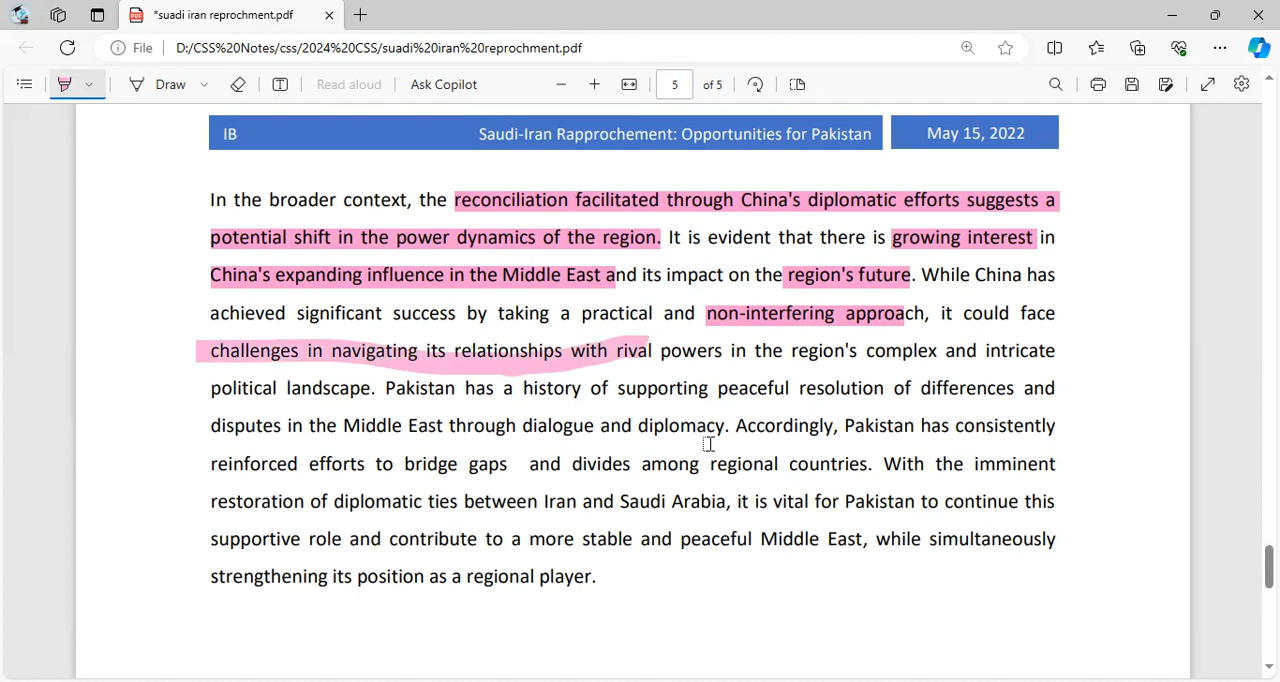 *suadi iran reprochment.pdf
File D:/CSS%20Notes/css/2024%20CSS/suadi%20iran%20reprochment.pdf
Draw Read aloud Ask Copilot 5 of 5
IB Saudi-Iran Rapprochement: Opportunities for Pakistan May 15, 2022
In the broader context, the reconciliation facilitated through China's diplomatic efforts suggests a
potential shift in the power dynamics of the region. It is evident that there is growing interest in
China's expanding influence in the Middle East and its impact on the region's future. While China has
achieved significant success by taking a practical and non-interfering approach, it could face
challenges in navigating its relationships with rival powers in the region's complex and intricate
political landscape. Pakistan has a history of supporting peaceful resolution of differences and
disputes in the Middle East through dialogue and diplomacy. Accordingly, Pakistan has consistently
reinforced efforts to bridge gaps and divides among regional countries. With the imminent
restoration of diplomatic ties between Iran and Saudi Arabia, it is vital for Pakistan to continue this
supportive role and contribute to a more stable and peaceful Middle East, while simultaneously
strengthening its position as a regional player.